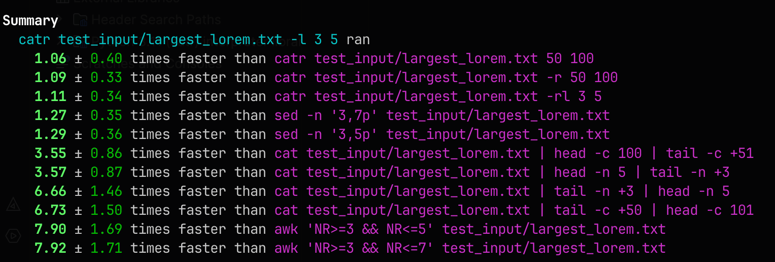 Header Search Paths
Summary
catr test_input/largest_lorem.txt -l 3 5 ran
1.06 ± 0.40 times faster than catr test_input/largest_lorem.txt 50 100
1.09 ± 0.33 times faster than catr test_input/largest_lorem.txt -r 50 100
1.11 ± 0.34 times faster than catr test_input/largest_lorem.txt -rl 3 5
1.27 ± 0.35 times faster than sed -n '3,7p' test_input/largest_lorem.txt
1.29 ± 0.36 times faster than sed -n '3,5p' test_input/largest_lorem.txt
3.55 ± 0.86 times faster than cat test_input/largest_lorem.txt | head -c 100 | tail -c +51
3.57 ± 0.87 times faster than cat test_input/largest_lorem.txt | head -n 5 | tail -n +3
6.66 ± 1.46 times faster than cat test_input/largest_lorem.txt | tail -n +3 | head -n 5
6.73 ± 1.50 times faster than cat test_input/largest_lorem.txt | tail -c +50 | head -c 101
7.90 ± 1.69 times faster than awk 'NR>=3 && NR<=5' test_input/largest_lorem.txt
7.92 ± 1.71 times faster than awk 'NR>=3 && NR<=7' test_input/largest_lorem.txt